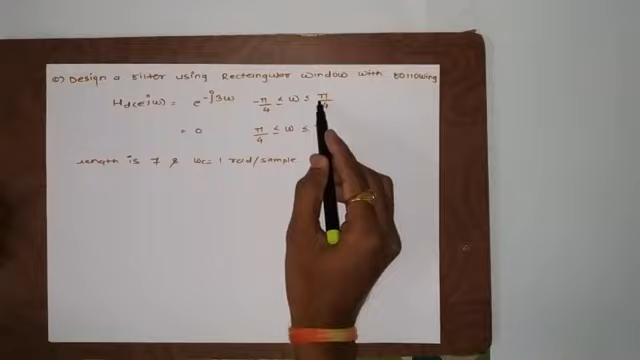 Q) Design a Filter using Rectangular window with following
Hd(e^jω) = e^-j3ω -π/4 ≤ ω ≤ π/4
= 0 π/4 ≤ ω ≤
length is 7 & ωc= 1 rad/sample